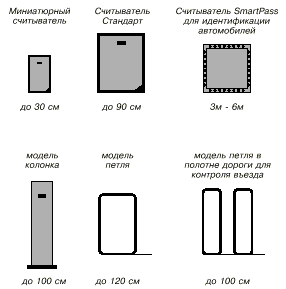 Миниатюрный
считыватель
Считыватель
Стандарт
Считыватель SmartPass
для идентификации
автомобилей
до 30 см
до 90 см
3м - 6м
модель
колонка
модель
петля
модель петля в
полотне дороги для
контроля въезда
до 100 см
до 120 см
до 100 см